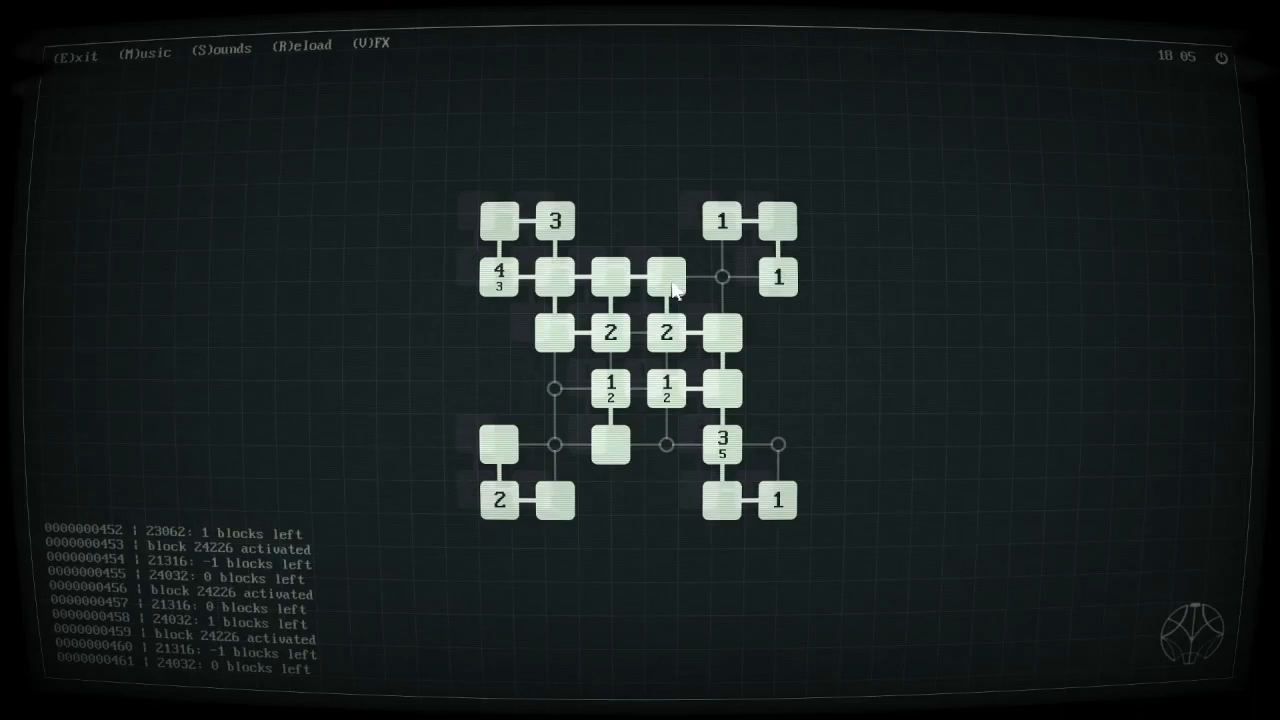 (E)xit (M)usic (S)ounds (R)eload (V)FX
18 05
3 1
4 1
3
2 2
1 1
2 2
3
5
2 1
0000000452 | 23062: 1 blocks left
0000000453 | block 24226 activated
0000000454 | 21316: -1 blocks left
0000000455 | 24032: 0 blocks left
0000000456 | block 24226 activated
0000000457 | 21316: 0 blocks left
0000000458 | 24032: 1 blocks left
0000000459 | block 24226 activated
0000000460 | 21316: -1 blocks left
0000000461 | 24032: 0 blocks left